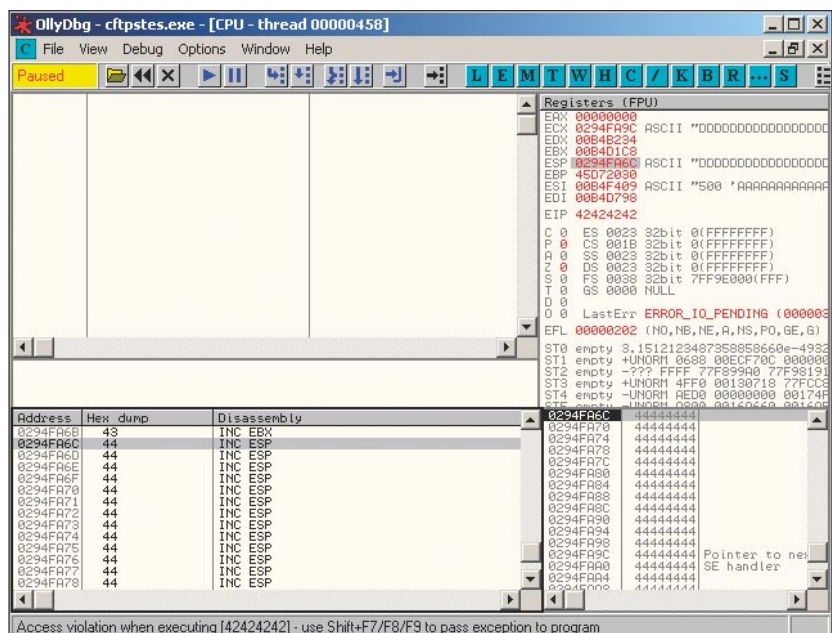 OllyDbg - cftpstes.exe - [CPU - thread 00000458]
C File View Debug Options Window Help
Paused L E M T W H C / K B R ... S
Registers (FPU)
EAX 00000000
ECX 0294FA9C ASCII "DDDDDDDDDDDDDDDDD
EDX 00B4B234
EBX 00B4D1C8
ESP 0294FA6C ASCII "DDDDDDDDDDDDDDDDD
EBP 45D72030
ESI 00B4F409 ASCII "500 'AAAAAAAAAAAA
EDI 00B4D798
EIP 42424242
C 0 ES 0023 32bit 0(FFFFFFFF)
P 0 CS 001B 32bit 0(FFFFFFFF)
A 0 SS 0023 32bit 0(FFFFFFFF)
Z 0 DS 0023 32bit 0(FFFFFFFF)
S 0 FS 0038 32bit 7FF9E000(FFF)
T 0 GS 0000 NULL
D 0
O 0 LastErr ERROR_IO_PENDING (000003
EFL 00000202 (NO,NB,NE,A,NS,PO,GE,G)
ST0 empty 3.1512123487358858660e-4932
ST1 empty +UNORM 0688 00ECF70C 000000
ST2 empty -??? FFFF 77F899A0 77F98191
ST3 empty +UNORM 4FF0 00130718 77FCC8
ST4 empty -UNORM AED0 00000000 00174F
Address Hex dump Disassembly
0294FA6B 43 INC EBX
0294FA6C 44 INC ESP
0294FA6D 44 INC ESP
0294FA6E 44 INC ESP
0294FA6F 44 INC ESP
0294FA70 44 INC ESP
0294FA71 44 INC ESP
0294FA72 44 INC ESP
0294FA73 44 INC ESP
0294FA74 44 INC ESP
0294FA75 44 INC ESP
0294FA76 44 INC ESP
0294FA77 44 INC ESP
0294FA78 44 INC ESP
0294FA6C 44444444
0294FA70 44444444
0294FA74 44444444
0294FA78 44444444
0294FA7C 44444444
0294FA80 44444444
0294FA84 44444444
0294FA88 44444444
0294FA8C 44444444
0294FA90 44444444
0294FA94 44444444
0294FA98 44444444
0294FA9C 44444444 Pointer to nex
0294FAA0 44444444 SE handler
0294FAA4 44444444
Access violation when executing [42424242] - use Shift+F7/F8/F9 to pass exception to program